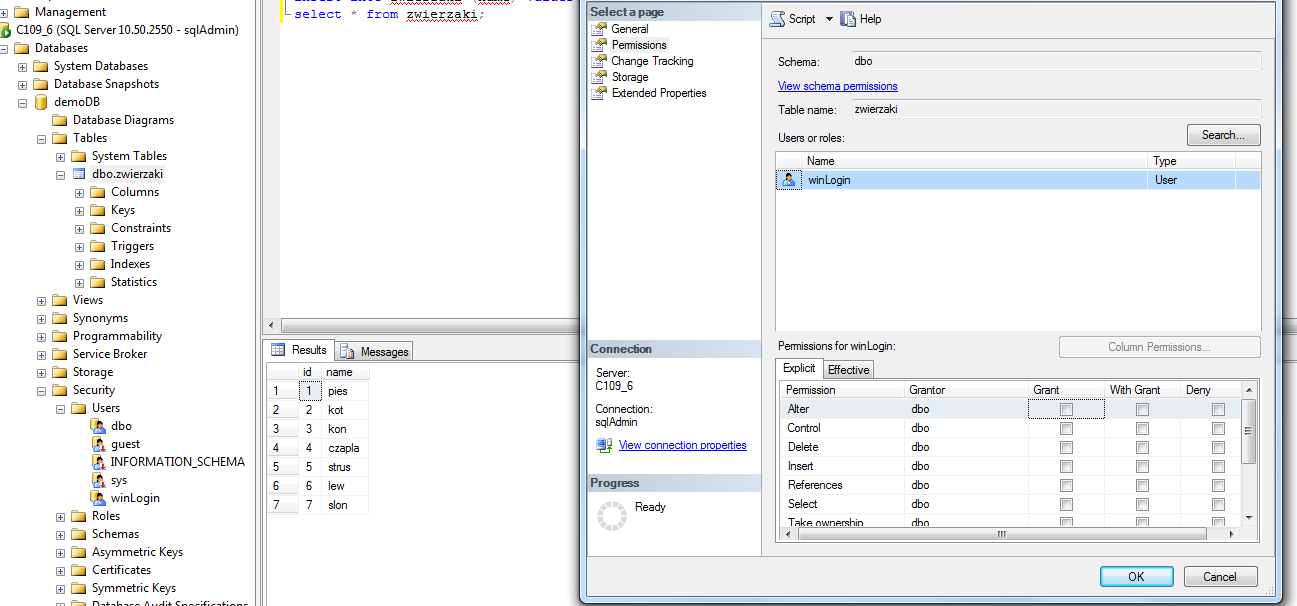 Management
C109_6 (SQL Server 10.50.2550 - sqlAdmin)
Databases
System Databases
Database Snapshots
demoDB
Database Diagrams
Tables
System Tables
dbo.zwierzaki
Columns
Keys
Constraints
Triggers
Indexes
Statistics
Views
Synonyms
Programmability
Service Broker
Storage
Security
Users
dbo
guest
INFORMATION_SCHEMA
sys
winLogin
Roles
Schemas
Asymmetric Keys
Certificates
Symmetric Keys
Database Audit Specifications
select * from zwierzaki;
Results Messages
id name
1 1 pies
2 2 kot
3 3 kon
4 4 czapla
5 5 strus
6 6 lew
7 7 slon
Select a page
General
Permissions
Change Tracking
Storage
Extended Properties
Connection
Server:
C109_6
Connection:
sqlAdmin
View connection properties
Progress
Ready
Script Help
Schema: dbo
View schema permissions
Table name: zwierzaki
Users or roles: Search...
Name Type
winLogin User
Permissions for winLogin: Column Permissions...
Explicit Effective
Permission Grantor Grant With Grant Deny
Alter dbo
Control dbo
Delete dbo
Insert dbo
References dbo
Select dbo
Take ownership dbo
OK Cancel